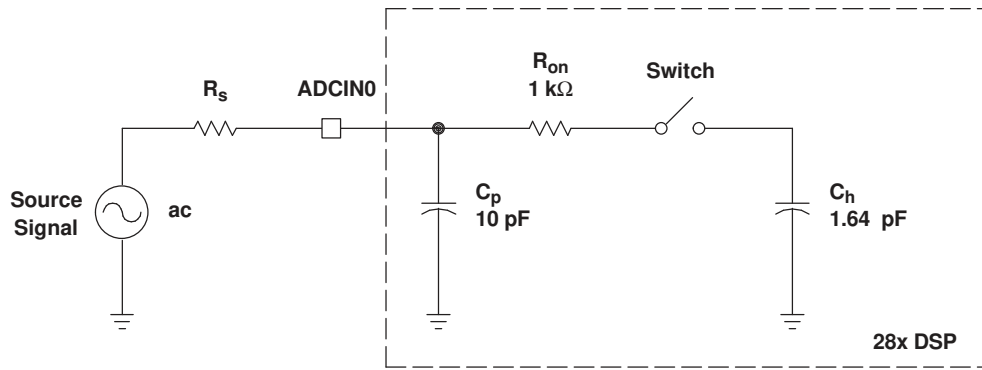 Rs
ADCIN0
Ron
1 kΩ
Switch
Source
Signal
ac
Cp
10 pF
Ch
1.64 pF
28x DSP